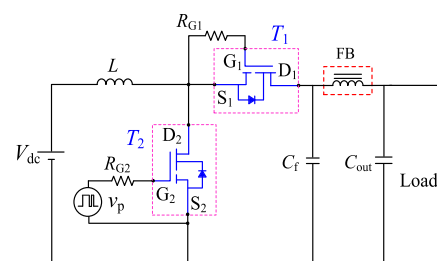 R_G1
T_1
FB
L
G_1
D_1
S_1
T_2
D_2
V_dc
R_G2
C_f
C_out
Load
v_p
G_2
S_2